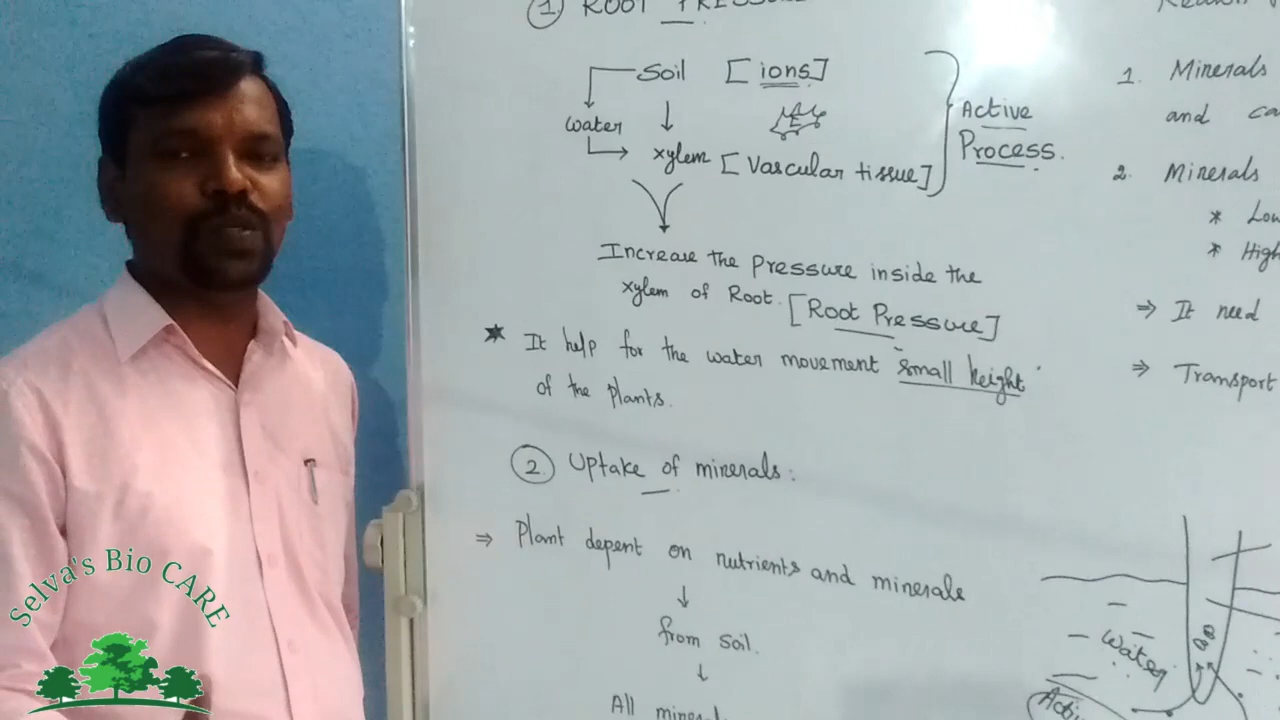 ① ROOT PRESSURE
Soil [ions]
water
xylem [Vascular tissue]
Active
Process.
Increase the pressure inside the
xylem of Root. [Root Pressure]
★ It help for the water movement "small height"
of the plants.
② Uptake of minerals:
⇒ Plant depent on nutrients and minerals
from soil.
All
1. Minerals
and
2. Minerals
*
* High
⇒ It need
⇒ Transport
water
Selva's Bio CARE